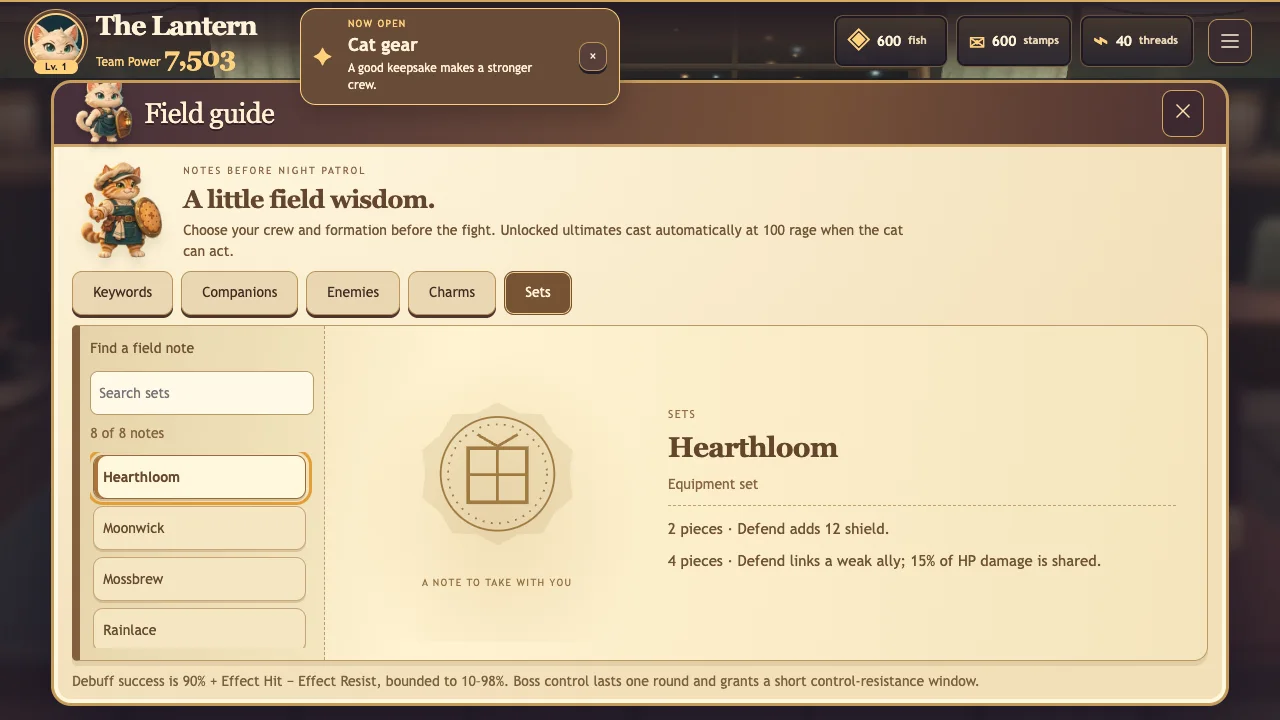 The Lantern
Team Power 7,503
Lv. 1
NOW OPEN
Cat gear
A good keepsake makes a stronger
crew.
×
600 fish
600 stamps
40 threads
Field guide
NOTES BEFORE NIGHT PATROL
A little field wisdom.
Choose your crew and formation before the fight. Unlocked ultimates cast automatically at 100 rage when the cat
can act.
Keywords
Companions
Enemies
Charms
Sets
Find a field note
Search sets
8 of 8 notes
Hearthloom
Moonwick
Mossbrew
Rainlace
A NOTE TO TAKE WITH YOU
SETS
Hearthloom
Equipment set
2 pieces · Defend adds 12 shield.
4 pieces · Defend links a weak ally; 15% of HP damage is shared.
Debuff success is 90% + Effect Hit − Effect Resist, bounded to 10–98%. Boss control lasts one round and grants a short control-resistance window.